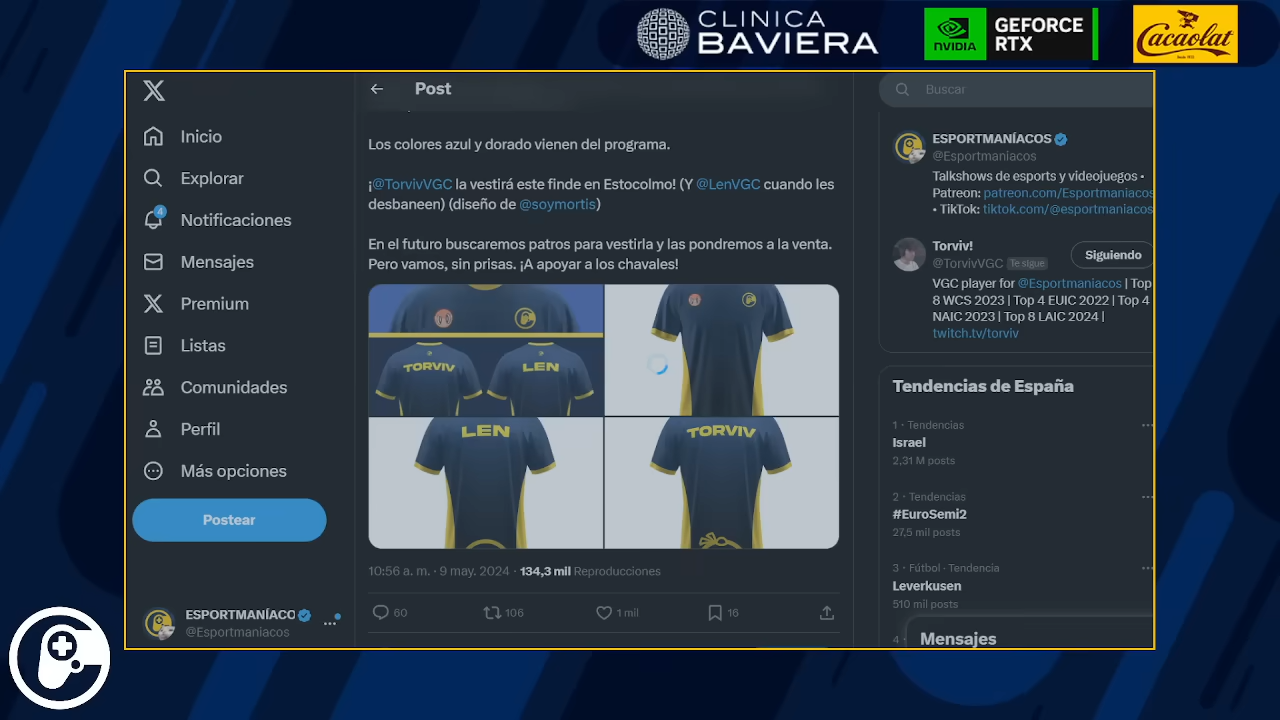 CLINICA
BAVIERA
NVIDIA
GEFORCE
RTX
Cacaolat
Desde 1933
Post
Buscar
Inicio
Explorar
4
Notificaciones
Mensajes
Premium
Listas
Comunidades
Perfil
Más opciones
Postear
ESPORTMANÍACO
@Esportmaniacos
Los colores azul y dorado vienen del programa.
¡@TorvivVGC la vestirá este finde en Estocolmo! (Y @LenVGC cuando les
desbaneen) (diseño de @soymortis)
En el futuro buscaremos patros para vestirla y las pondremos a la venta.
Pero vamos, sin prisas. ¡A apoyar a los chavales!
TORVIV
LEN
LEN
TORVIV
10:56 a. m. · 9 may. 2024 · 134,3 mil Reproducciones
60
106
1 mil
16
ESPORTMANÍACOS
@Esportmaniacos
Talkshows de esports y videojuegos •
Patreon: patreon.com/Esportmaniacos
• TikTok: tiktok.com/@esportmaniacos
Torviv!
@TorvivVGC Te sigue
Siguiendo
VGC player for @Esportmaniacos | Top
8 WCS 2023 | Top 4 EUIC 2022 | Top 4
NAIC 2023 | Top 8 LAIC 2024 |
twitch.tv/torviv
Tendencias de España
1 · Tendencias
Israel
2,31 M posts
2 · Tendencias
#EuroSemi2
27,5 mil posts
3 · Fútbol · Tendencia
Leverkusen
510 mil posts
4 ·
Mensajes